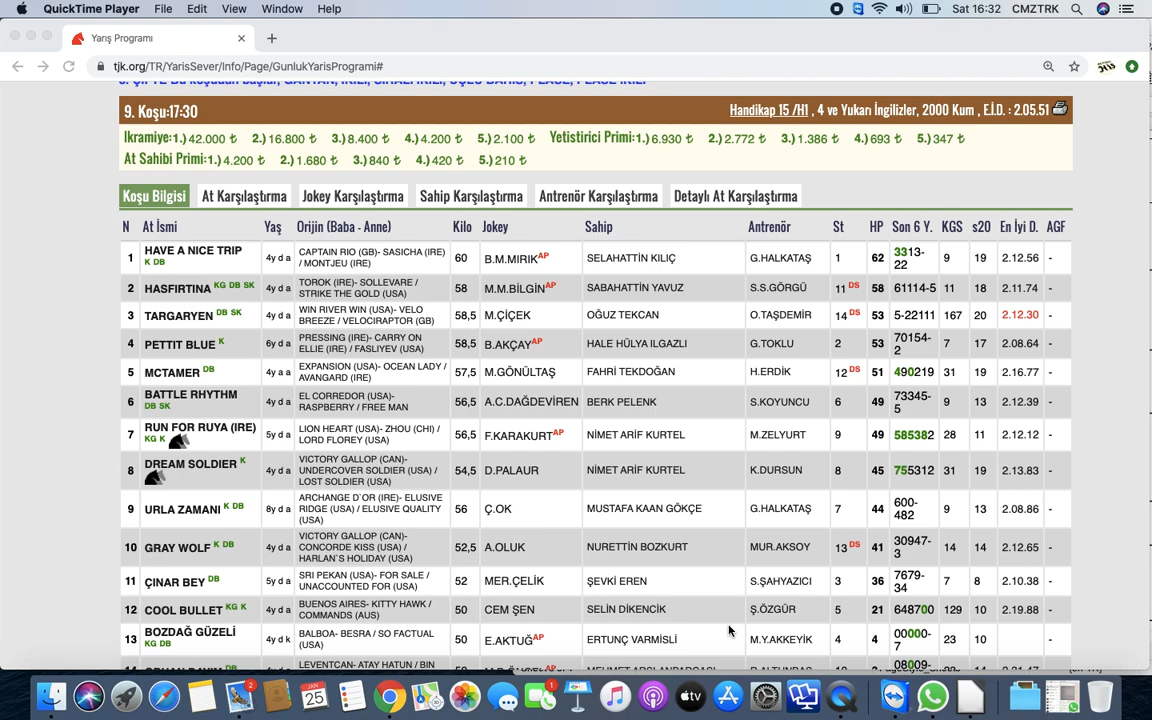 QuickTime Player File Edit View Window Help Sat 16:32 CMZTRK
Yarış Programı
tjk.org/TR/YarisSever/Info/Page/GunlukYarisProgrami#
9. Koşu:17:30 Handikap 15 /H1 , 4 ve Yukarı İngilizler, 2000 Kum , E.İ.D. : 2.05.51
İkramiye:1.) 42.000 ₺ 2.) 16.800 ₺ 3.) 8.400 ₺ 4.) 4.200 ₺ 5.) 2.100 ₺ Yetistirici Primi:1.) 6.930 ₺ 2.) 2.772 ₺ 3.) 1.386 ₺ 4.) 693 ₺ 5.) 347 ₺
At Sahibi Primi:1.) 4.200 ₺ 2.) 1.680 ₺ 3.) 840 ₺ 4.) 420 ₺ 5.) 210 ₺
Koşu Bilgisi At Karşılaştırma Jokey Karşılaştırma Sahip Karşılaştırma Antrenör Karşılaştırma Detaylı At Karşılaştırma
N At İsmi Yaş Orijin (Baba - Anne) Kilo Jokey Sahip Antrenör St HP Son 6 Y. KGS s20 En İyi D. AGF
1 HAVE A NICE TRIP K DB 4y d a CAPTAIN RIO (GB)- SASICHA (IRE) / MONTJEU (IRE) 60 B.M.MIRIK AP SELAHATTİN KILIÇ G.HALKATAŞ 1 62 3313-22 9 19 2.12.56 -
2 HASFIRTINA KG DB SK 4y d a TOROK (IRE)- SOLLEVARE / STRIKE THE GOLD (USA) 58 M.M.BİLGİN AP SABAHATTİN YAVUZ S.S.GÖRGÜ 11 DS 58 61114-5 11 18 2.11.74 -
3 TARGARYEN DB SK 4y d a WIN RIVER WIN (USA)- VELO BREEZE / VELOCIRAPTOR (GB) 58,5 M.ÇİÇEK OĞUZ TEKCAN O.TAŞDEMİR 14 DS 53 5-22111 167 20 2.12.30 -
4 PETTIT BLUE K 6y d a PRESSING (IRE)- CARRY ON ELLIE (IRE) / FASLIYEV (USA) 58,5 B.AKÇAY AP HALE HÜLYA ILGAZLI G.TOKLU 2 53 70154-2 7 17 2.08.64 -
5 MCTAMER DB 4y a a EXPANSION (USA)- OCEAN LADY / AVANGARD (IRE) 57,5 M.GÖNÜLTAŞ FAHRİ TEKDOĞAN H.ERDİK 12 DS 51 490219 31 19 2.16.77 -
6 BATTLE RHYTHM DB SK 4y d a EL CORREDOR (USA)- RASPBERRY / FREE MAN 56,5 A.C.DAĞDEVİREN BERK PELENK S.KOYUNCU 6 49 73345-5 9 13 2.12.39 -
7 RUN FOR RUYA (IRE) KG K 5y d a LION HEART (USA)- ZHOU (CHI) / LORD FLOREY (USA) 56,5 F.KARAKURT AP NİMET ARİF KURTEL M.ZELYURT 9 49 585382 28 11 2.12.12 -
8 DREAM SOLDIER K 4y d a VICTORY GALLOP (CAN)- UNDERCOVER SOLDIER (USA) / LOST SOLDIER (USA) 54,5 D.PALAUR NİMET ARİF KURTEL K.DURSUN 8 45 755312 31 19 2.13.83 -
9 URLA ZAMANI K DB 8y d a ARCHANGE D`OR (IRE)- ELUSIVE RIDGE (USA) / ELUSIVE QUALITY (USA) 56 Ç.OK MUSTAFA KAAN GÖKÇE G.HALKATAŞ 7 44 600-482 9 13 2.08.86 -
10 GRAY WOLF K DB 4y d a VICTORY GALLOP (CAN)- CONCORDE KISS (USA) / HARLAN`S HOLIDAY (USA) 52,5 A.OLUK NURETTİN BOZKURT MUR.AKSOY 13 DS 41 30947-3 14 14 2.12.65 -
11 ÇINAR BEY DB 5y d a SRI PEKAN (USA)- FOR SALE / UNACCOUNTED FOR (USA) 52 MER.ÇELİK ŞEVKİ EREN S.ŞAHYAZICI 3 36 7679-34 7 8 2.10.38 -
12 COOL BULLET KG K 4y d a BUENOS AIRES- KITTY HAWK / COMMANDS (AUS) 50 CEM ŞEN SELİN DİKENCİK Ş.ÖZGÜR 5 21 648700 129 10 2.19.88 -
13 BOZDAĞ GÜZELİ KG DB 4y d k BALBOA- BESRA / SO FACTUAL (USA) 50 E.AKTUĞ AP ERTUNÇ VARMİSLİ M.Y.AKKEYİK 4 4 00000-7 23 10
LEVENTCAN- ATAY HATUN / BIN 08009-
JAN 25
2 1
tv